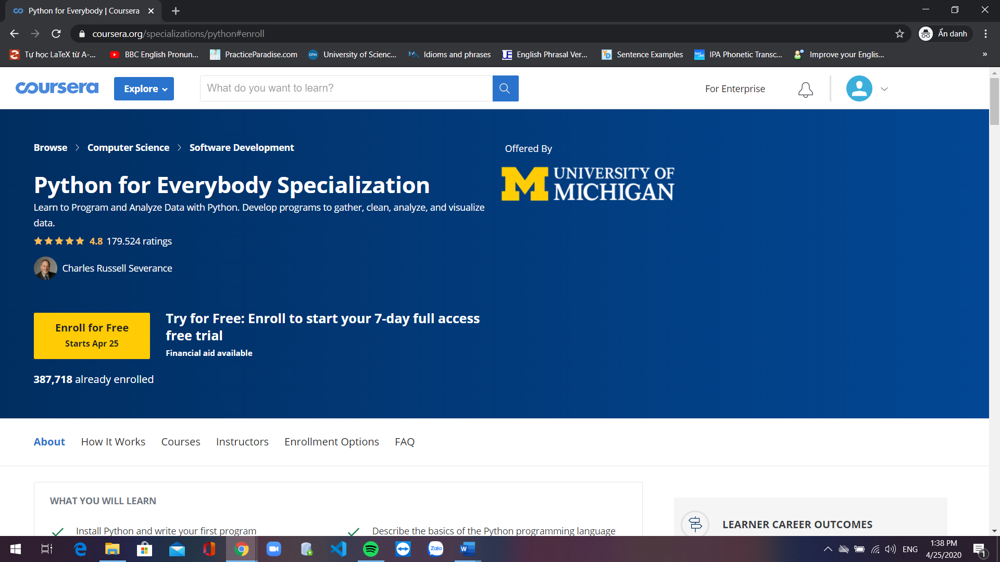 Python for Everybody | Coursera
coursera.org/specializations/python#enroll
Ẩn danh
Tự học LaTeX từ A-...
BBC English Pronun...
PracticeParadise.com
University of Scienc...
Idioms and phrases
English Phrasal Ver...
Sentence Examples
IPA Phonetic Transc...
Improve your Englis...
»
coursera
Explore
What do you want to learn?
For Enterprise
Browse
Computer Science
Software Development
Offered By
Python for Everybody Specialization
M UNIVERSITY OF
MICHIGAN
Learn to Program and Analyze Data with Python. Develop programs to gather, clean, analyze, and visualize
data.
4.8 179.524 ratings
Charles Russell Severance
Enroll for Free
Starts Apr 25
Try for Free: Enroll to start your 7-day full access
free trial
Financial aid available
387,718 already enrolled
About
How It Works
Courses
Instructors
Enrollment Options
FAQ
WHAT YOU WILL LEARN
Install Python and write your first program
Describe the basics of the Python programming language
LEARNER CAREER OUTCOMES
Zalo
W
ENG
1:38 PM
4/25/2020
1